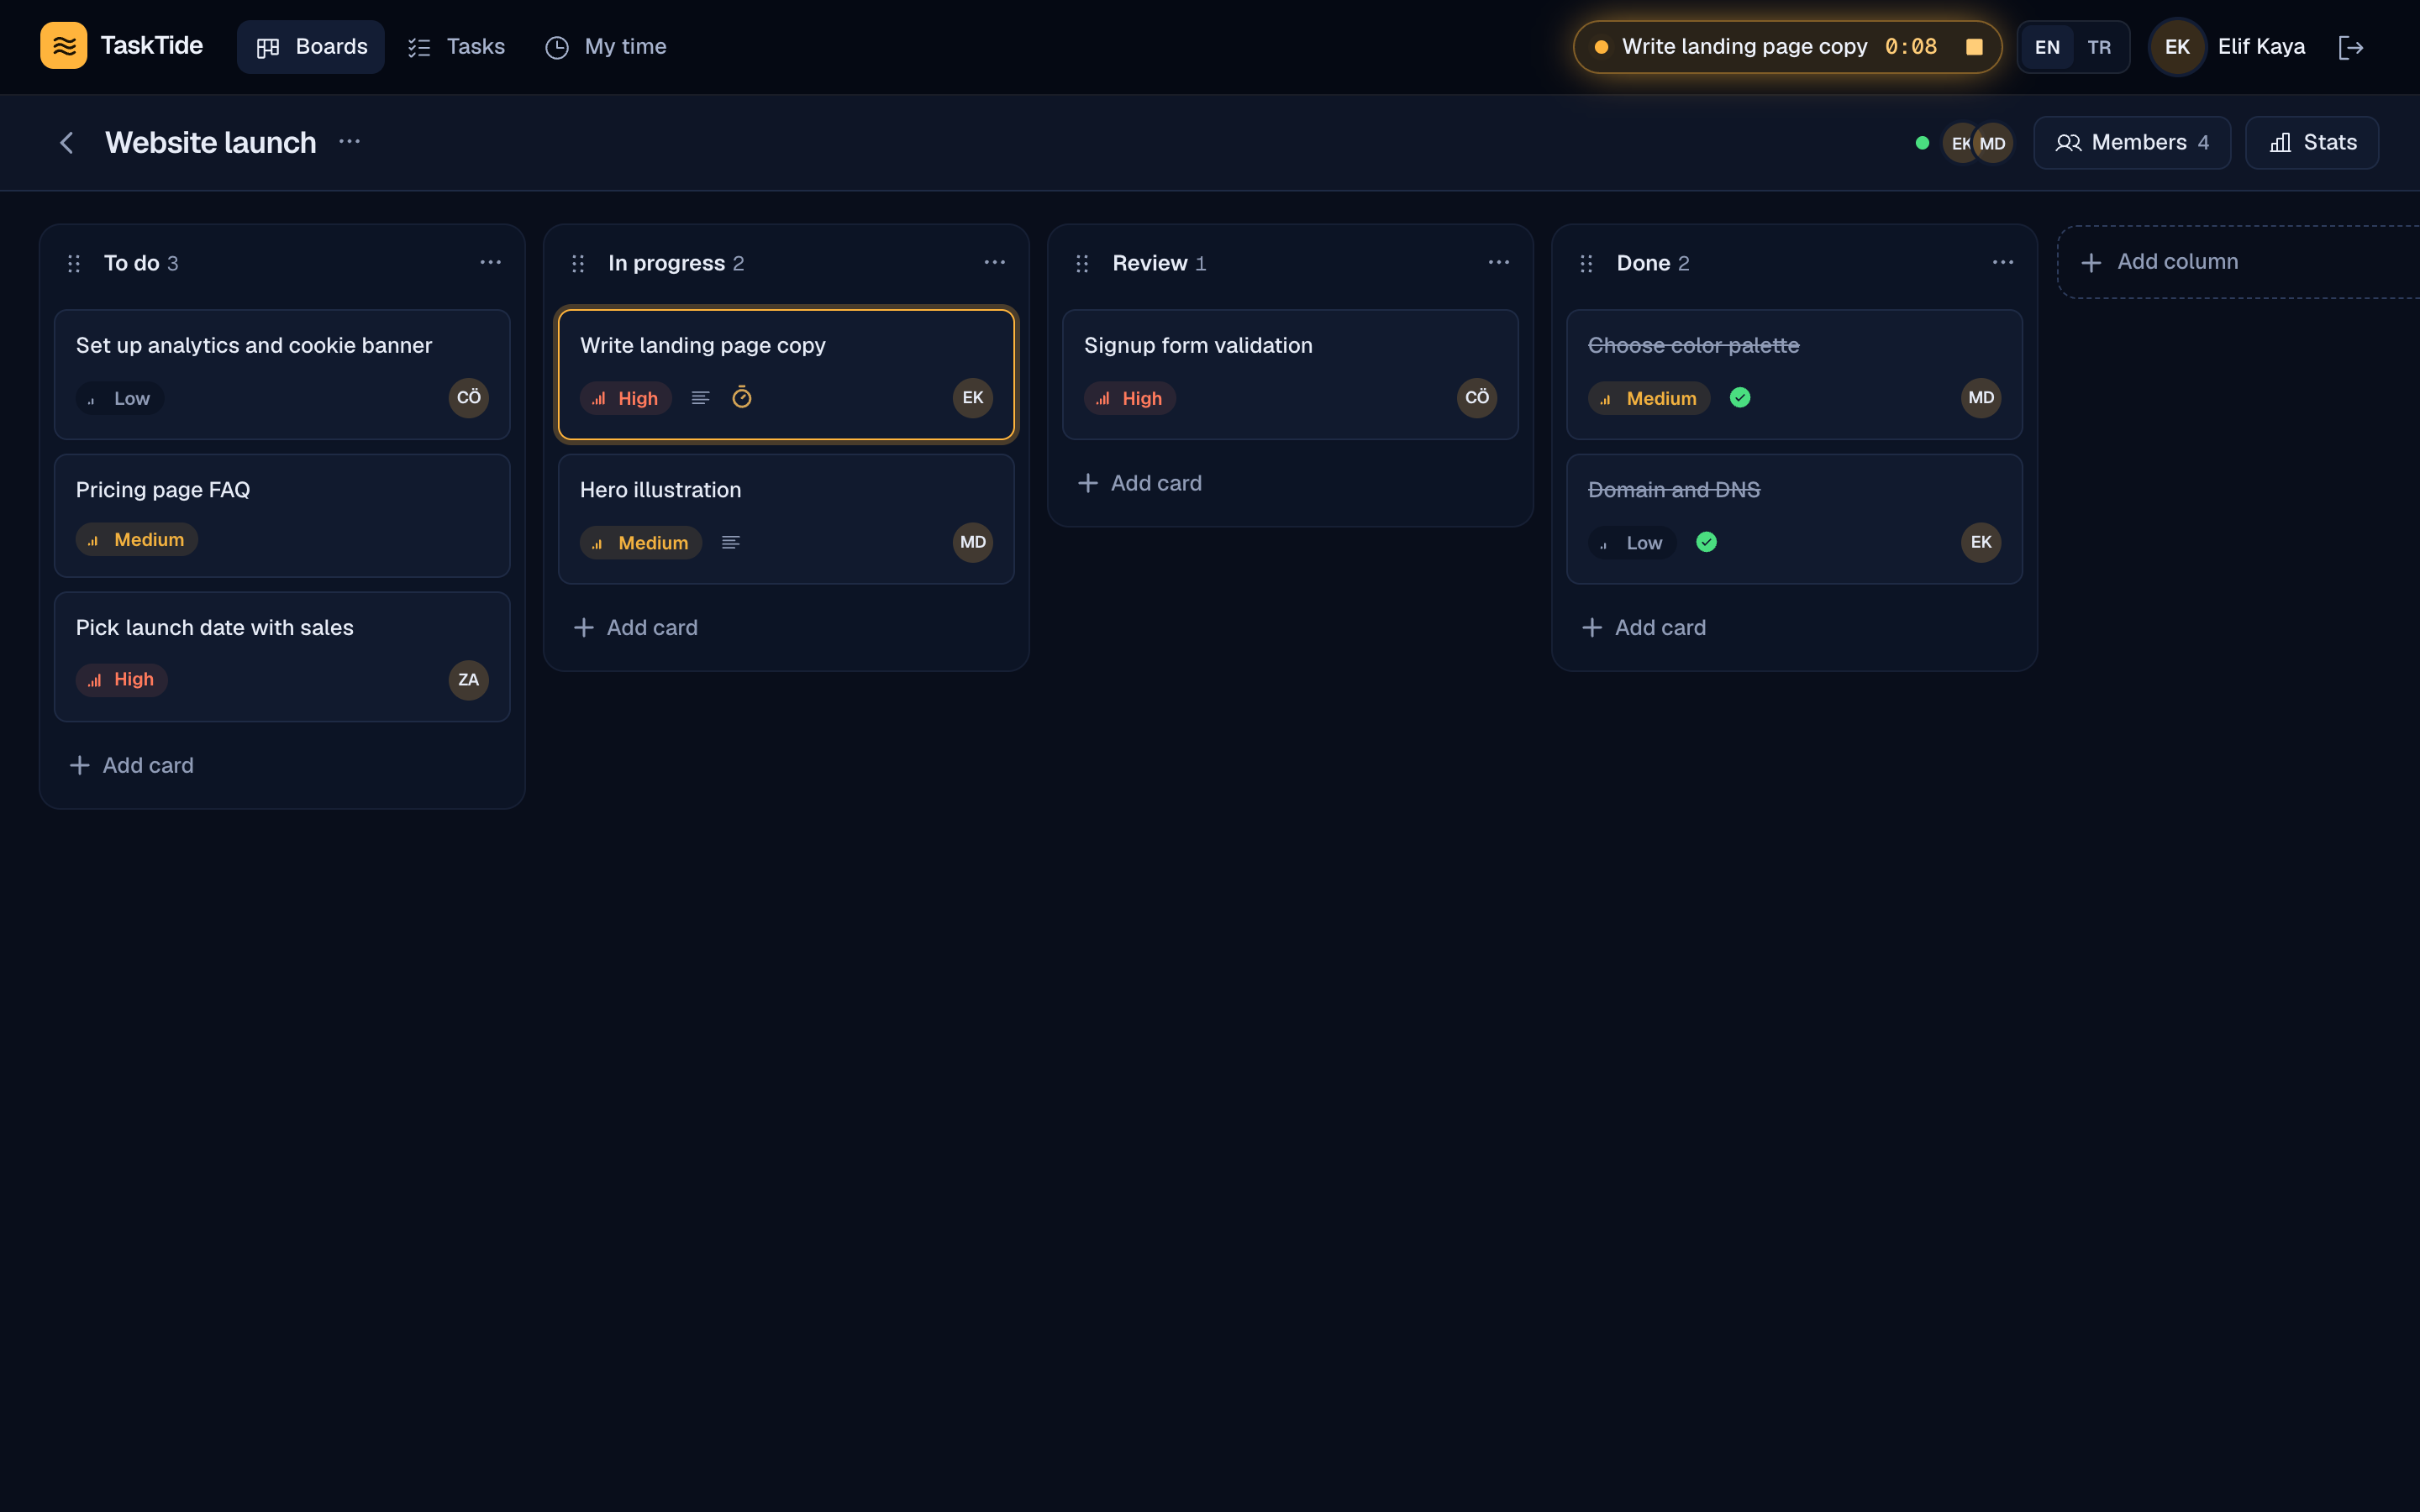 TaskTide
Boards
Tasks
My time
Write landing page copy 0:08
EN TR
EK Elif Kaya
Website launch
EK MD
Members 4
Stats
To do 3
Set up analytics and cookie banner
Low
CÖ
Pricing page FAQ
Medium
Pick launch date with sales
High
ZA
Add card
In progress 2
Write landing page copy
High
EK
Hero illustration
Medium
MD
Add card
Review 1
Signup form validation
High
CÖ
Add card
Done 2
Choose color palette
Medium
MD
Domain and DNS
Low
EK
Add card
Add column